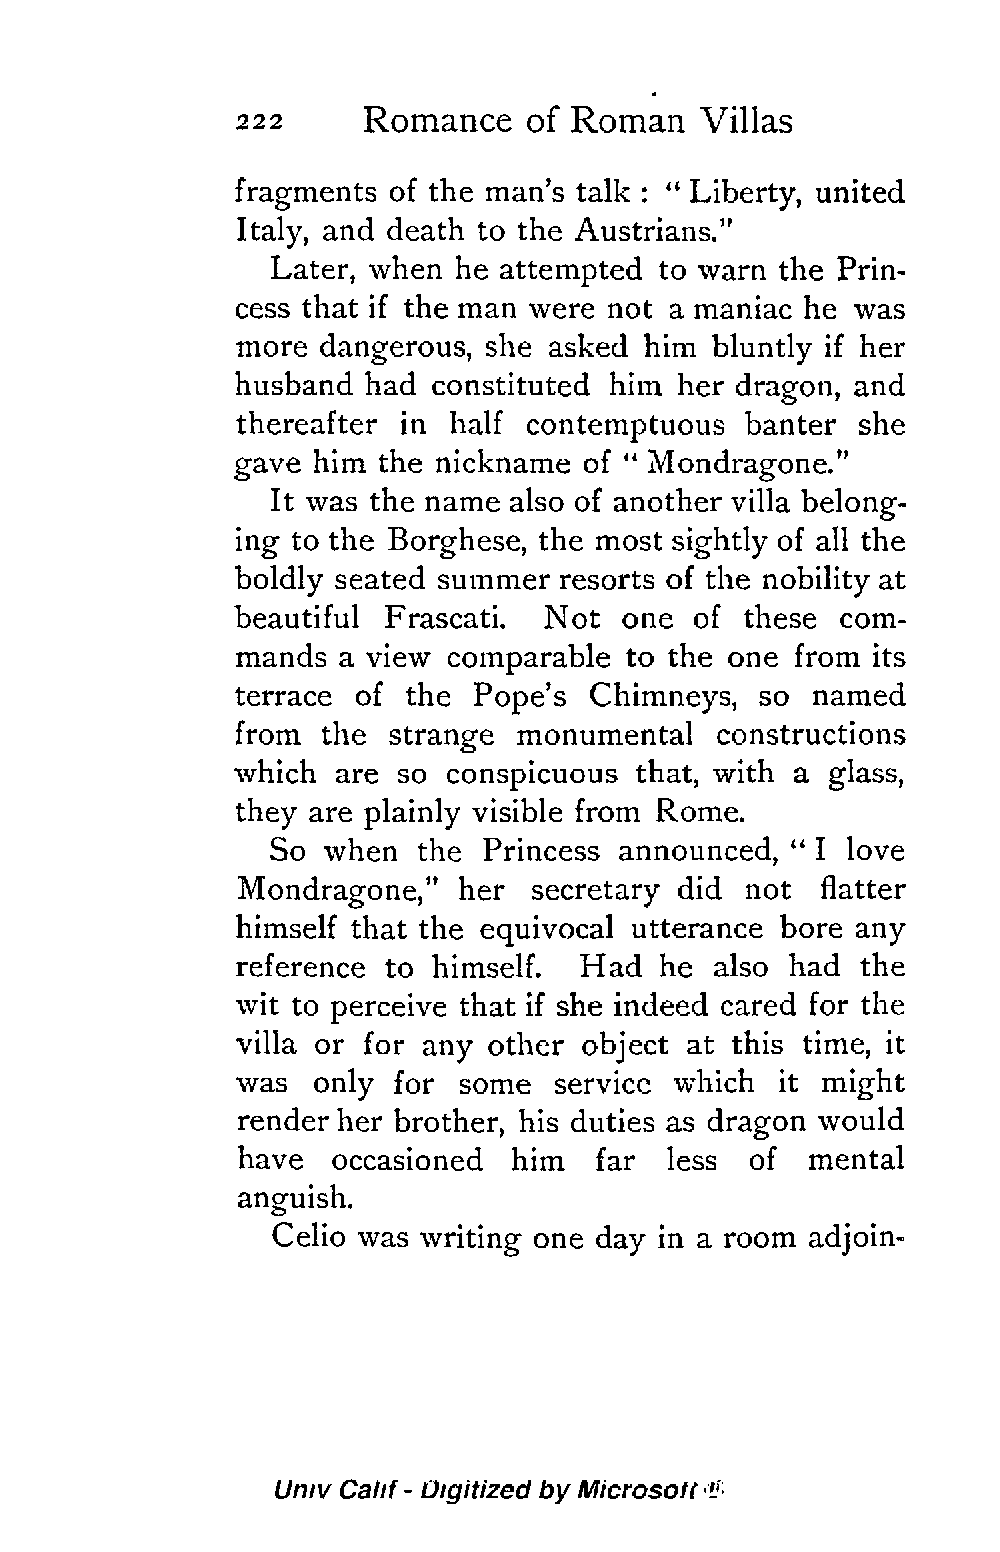 222 Romance of Roman Villas
fragments of the man's talk : " Liberty, united
Italy, and death to the Austrians."
Later, when he attempted to warn the Prin-
cess that if the man were not a maniac he was
more dangerous, she asked him bluntly if her
husband had constituted him her dragon, and
thereafter in half contemptuous banter she
gave him the nickname of " Mondragone."
It was the name also of another villa belong-
ing to the Borghese, the most sightly of all the
boldly seated summer resorts of the nobility at
beautiful Frascati. Not one of these com-
mands a view comparable to the one from its
terrace of the Pope's Chimneys, so named
from the strange monumental constructions
which are so conspicuous that, with a glass,
they are plainly visible from Rome.
So when the Princess announced, " I love
Mondragone," her secretary did not flatter
himself that the equivocal utterance bore any
reference to himself. Had he also had the
wit to perceive that if she indeed cared for the
villa or for any other object at this time, it
was only for some service which it might
render her brother, his duties as dragon would
have occasioned him far less of mental
anguish.
Celio was writing one day in a room adjoin-
Univ Calif - Digitized by Microsoft ®